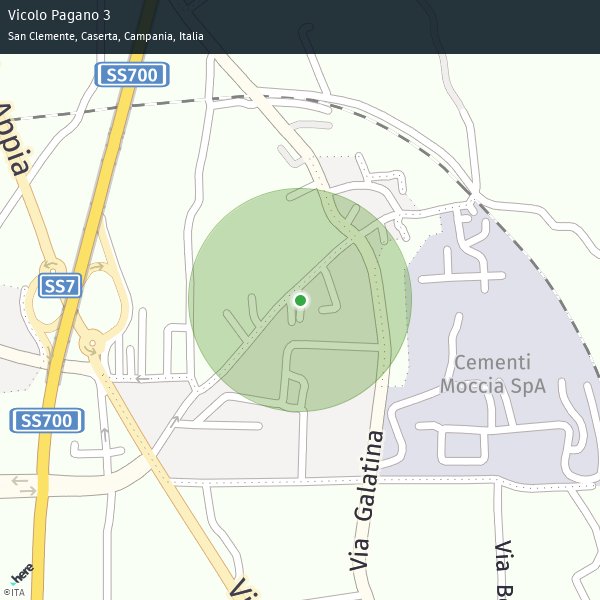 Vicolo Pagano 3
San Clemente, Caserta, Campania, Italia
SS700
Appia
SS7
Cementi
Moccia SpA
SS700
Via Galatina
Via
Vi
here
©ITA